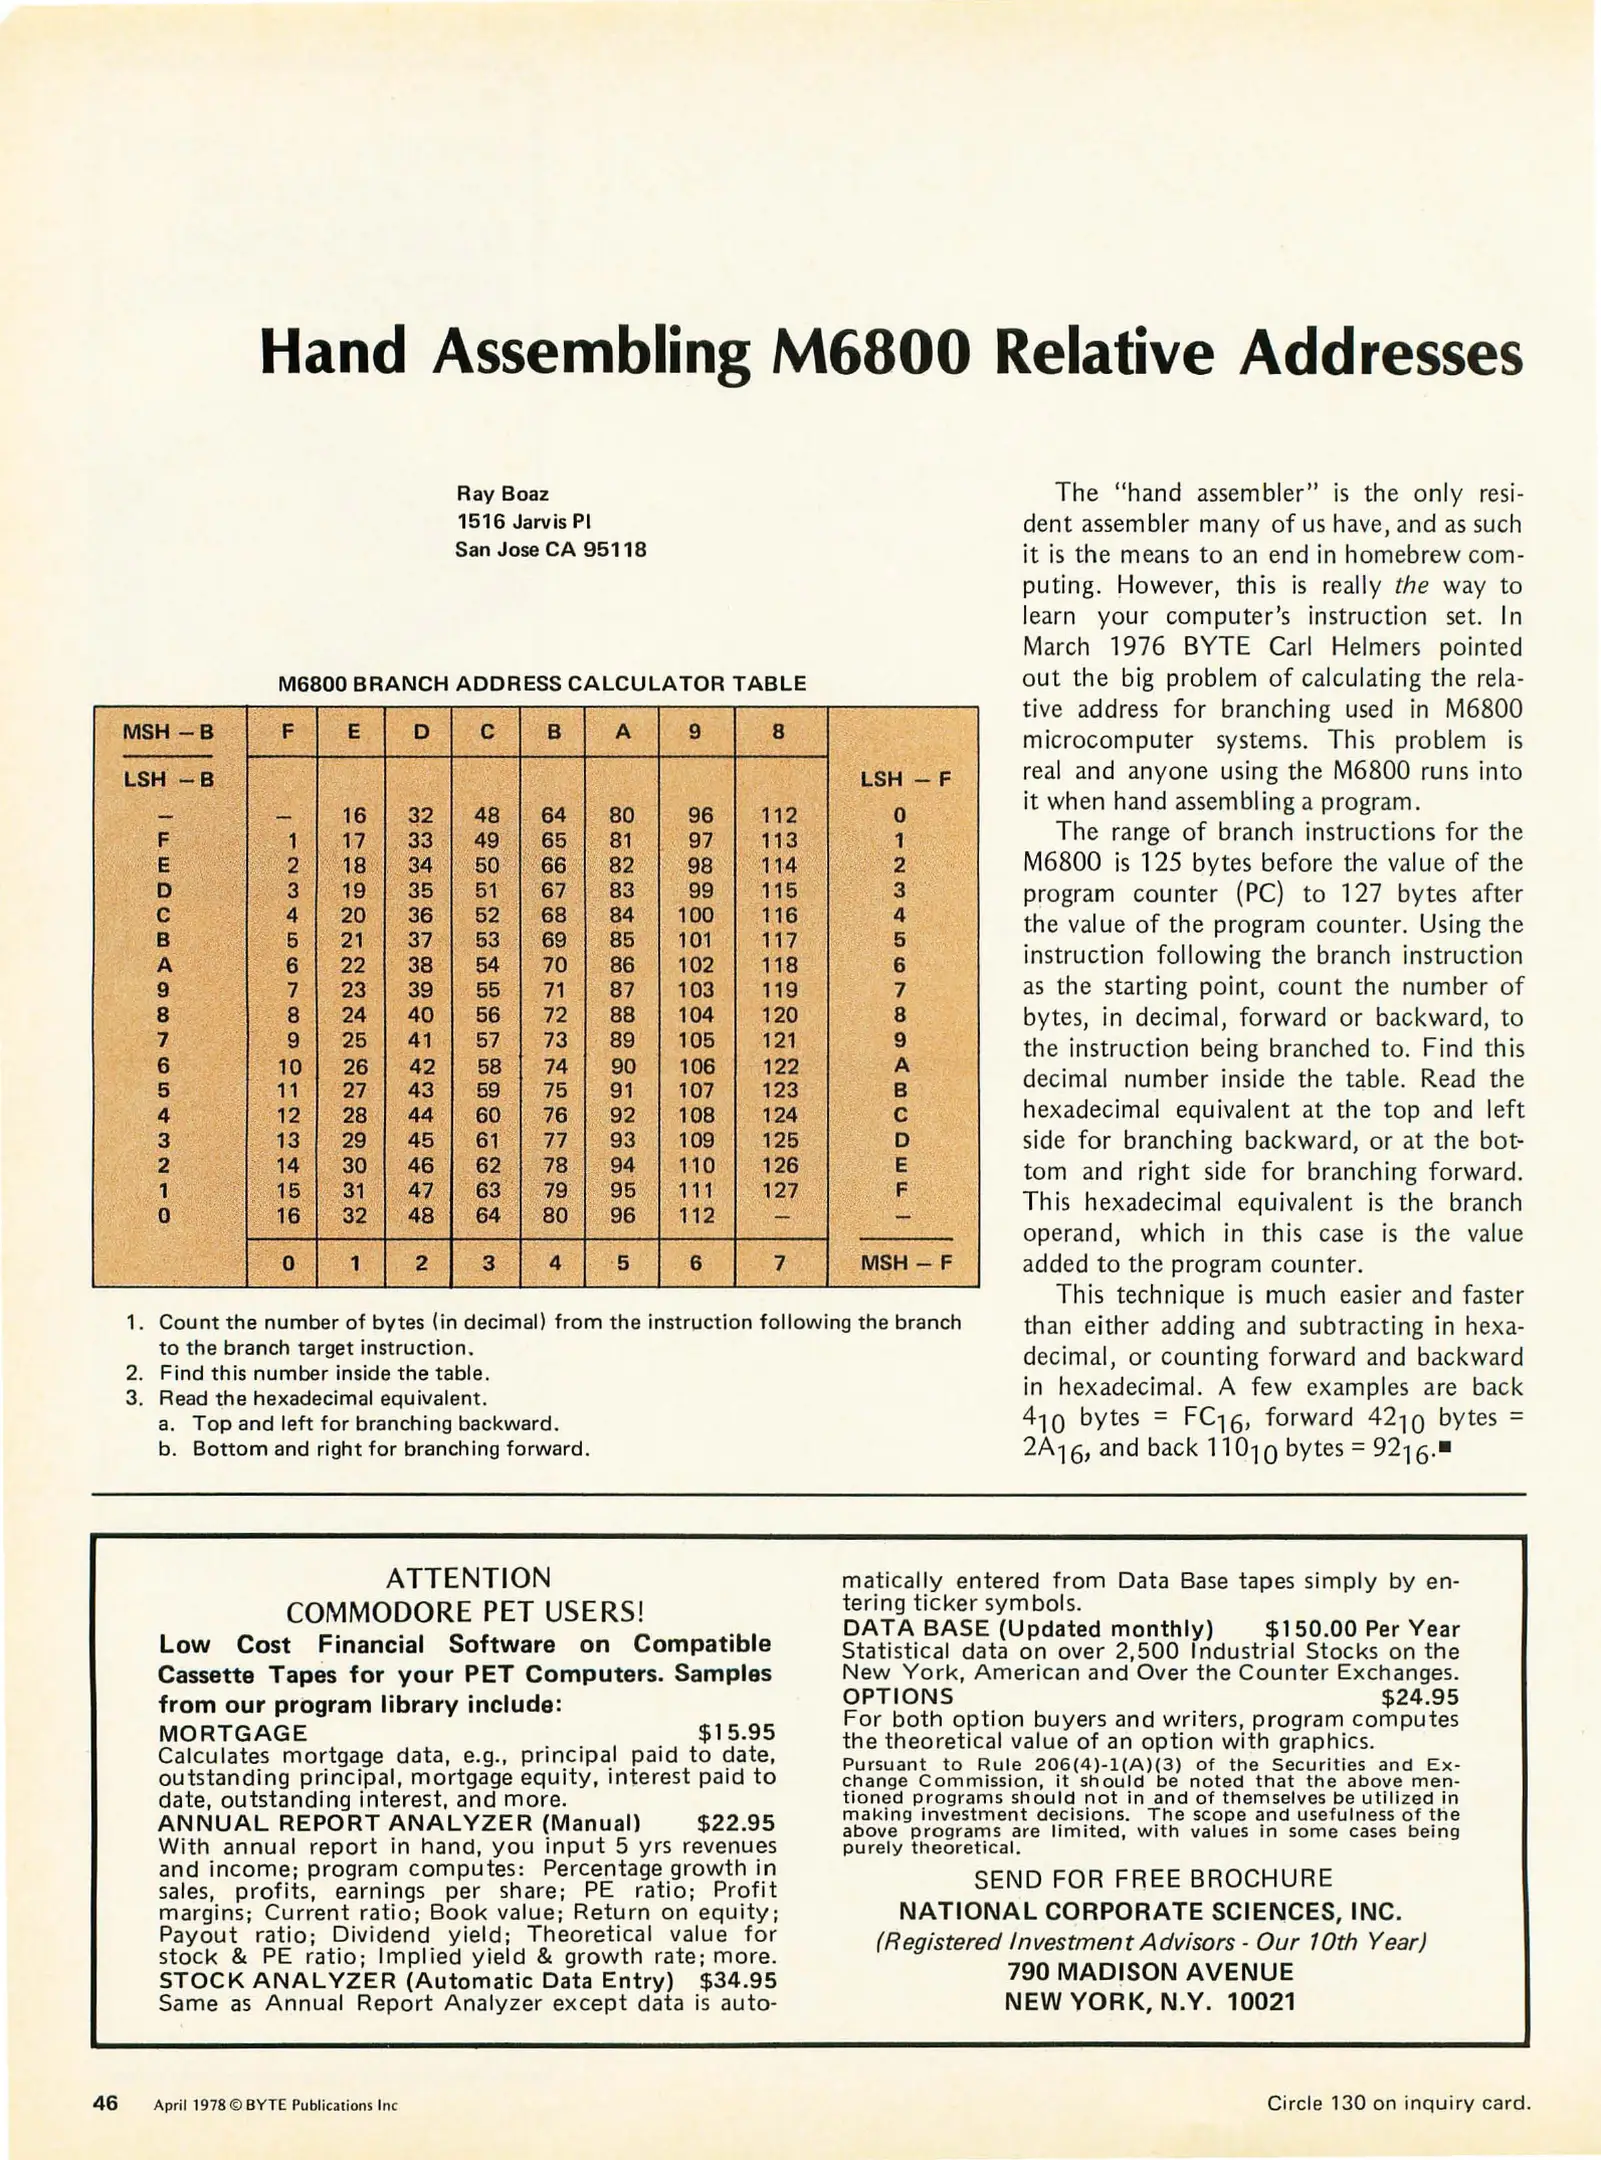 Hand Assembling M6800 Relative Addresses
Ray Boaz
1516 Jarvis Pl
San Jose CA 95118
M6800 BRANCH ADDRESS CALCULATOR TABLE
MSH – B F E D C B A 9 8
LSH – B LSH – F
– – 16 32 48 64 80 96 112 0
F 1 17 33 49 65 81 97 113 1
E 2 18 34 50 66 82 98 114 2
D 3 19 35 51 67 83 99 115 3
C 4 20 36 52 68 84 100 116 4
B 5 21 37 53 69 85 101 117 5
A 6 22 38 54 70 86 102 118 6
9 7 23 39 55 71 87 103 119 7
8 8 24 40 56 72 88 104 120 8
7 9 25 41 57 73 89 105 121 9
6 10 26 42 58 74 90 106 122 A
5 11 27 43 59 75 91 107 123 B
4 12 28 44 60 76 92 108 124 C
3 13 29 45 61 77 93 109 125 D
2 14 30 46 62 78 94 110 126 E
1 15 31 47 63 79 95 111 127 F
0 16 32 48 64 80 96 112 – –
0 1 2 3 4 5 6 7 MSH – F
1. Count the number of bytes (in decimal) from the instruction following the branch
to the branch target instruction.
2. Find this number inside the table.
3. Read the hexadecimal equivalent.
a. Top and left for branching backward.
b. Bottom and right for branching forward.
The “hand assembler” is the only resi-
dent assembler many of us have, and as such
it is the means to an end in homebrew com-
puting. However, this is really the way to
learn your computer’s instruction set. In
March 1976 BYTE Carl Helmers pointed
out the big problem of calculating the rela-
tive address for branching used in M6800
microcomputer systems. This problem is
real and anyone using the M6800 runs into
it when hand assembling a program.
The range of branch instructions for the
M6800 is 125 bytes before the value of the
program counter (PC) to 127 bytes after
the value of the program counter. Using the
instruction following the branch instruction
as the starting point, count the number of
bytes, in decimal, forward or backward, to
the instruction being branched to. Find this
decimal number inside the table. Read the
hexadecimal equivalent at the top and left
side for branching backward, or at the bot-
tom and right side for branching forward.
This hexadecimal equivalent is the branch
operand, which in this case is the value
added to the program counter.
This technique is much easier and faster
than either adding and subtracting in hexa-
decimal, or counting forward and backward
in hexadecimal. A few examples are back
4₁₀ bytes = FC₁₆, forward 42₁₀ bytes =
2A₁₆, and back 110₁₀ bytes = 92₁₆.■
ATTENTION
COMMODORE PET USERS!
Low Cost Financial Software on Compatible
Cassette Tapes for your PET Computers. Samples
from our program library include:
MORTGAGE $15.95
Calculates mortgage data, e.g., principal paid to date,
outstanding principal, mortgage equity, interest paid to
date, outstanding interest, and more.
ANNUAL REPORT ANALYZER (Manual) $22.95
With annual report in hand, you input 5 yrs revenues
and income; program computes: Percentage growth in
sales, profits, earnings per share; PE ratio; Profit
margins; Current ratio; Book value; Return on equity;
Payout ratio; Dividend yield; Theoretical value for
stock & PE ratio; Implied yield & growth rate; more.
STOCK ANALYZER (Automatic Data Entry) $34.95
Same as Annual Report Analyzer except data is auto-
matically entered from Data Base tapes simply by en-
tering ticker symbols.
DATA BASE (Updated monthly) $150.00 Per Year
Statistical data on over 2,500 Industrial Stocks on the
New York, American and Over the Counter Exchanges.
OPTIONS $24.95
For both option buyers and writers, program computes
the theoretical value of an option with graphics.
Pursuant to Rule 206(4)-1(A)(3) of the Securities and Ex-
change Commission, it should be noted that the above men-
tioned programs should not in and of themselves be utilized in
making investment decisions. The scope and usefulness of the
above programs are limited, with values in some cases being
purely theoretical.
SEND FOR FREE BROCHURE
NATIONAL CORPORATE SCIENCES, INC.
(Registered Investment Advisors - Our 10th Year)
790 MADISON AVENUE
NEW YORK, N.Y. 10021
46 April 1978 © BYTE Publications Inc
Circle 130 on inquiry card.